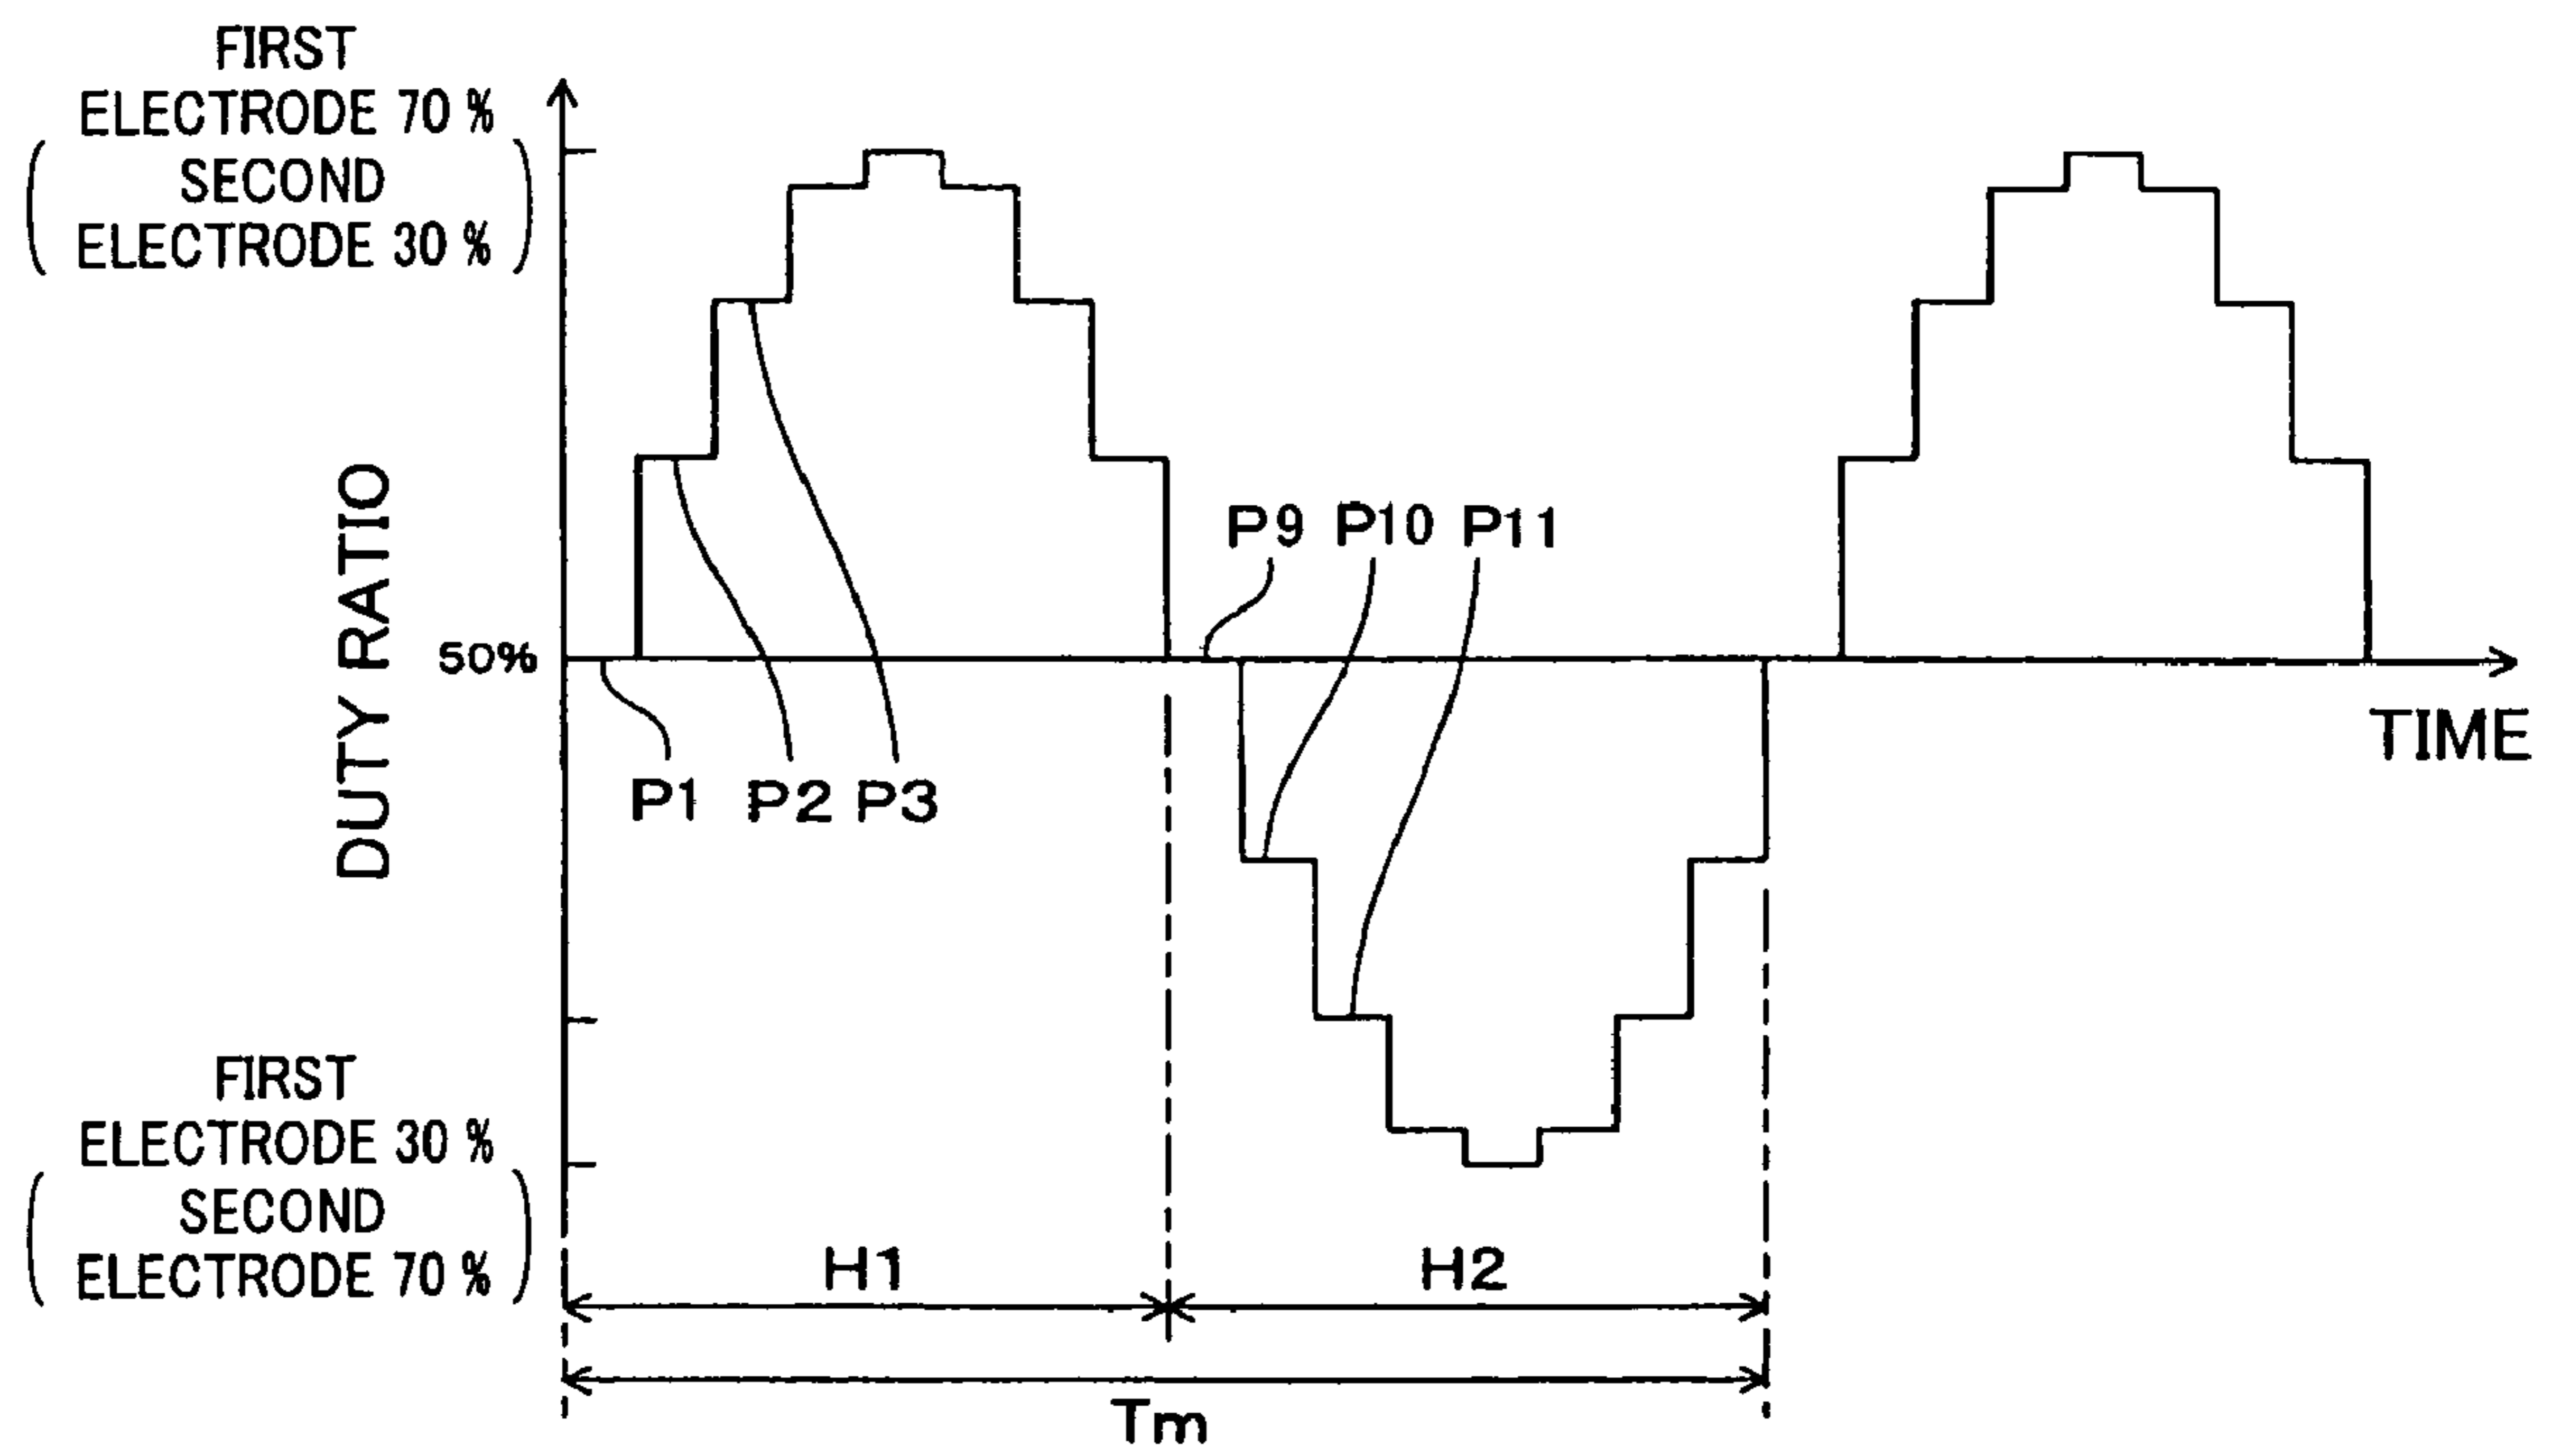 FIRST
ELECTRODE 70 %
SECOND
ELECTRODE 30 %
DUTY RATIO
50%
P1 P2 P3
P9 P10 P11
TIME
FIRST
ELECTRODE 30 %
SECOND
ELECTRODE 70 %
H1 H2
Tm